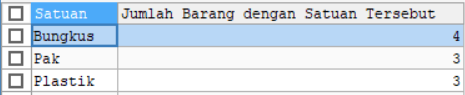 Satuan Jumlah Barang dengan Satuan Tersebut
Bungkus 4
Pak 3
Plastik 3